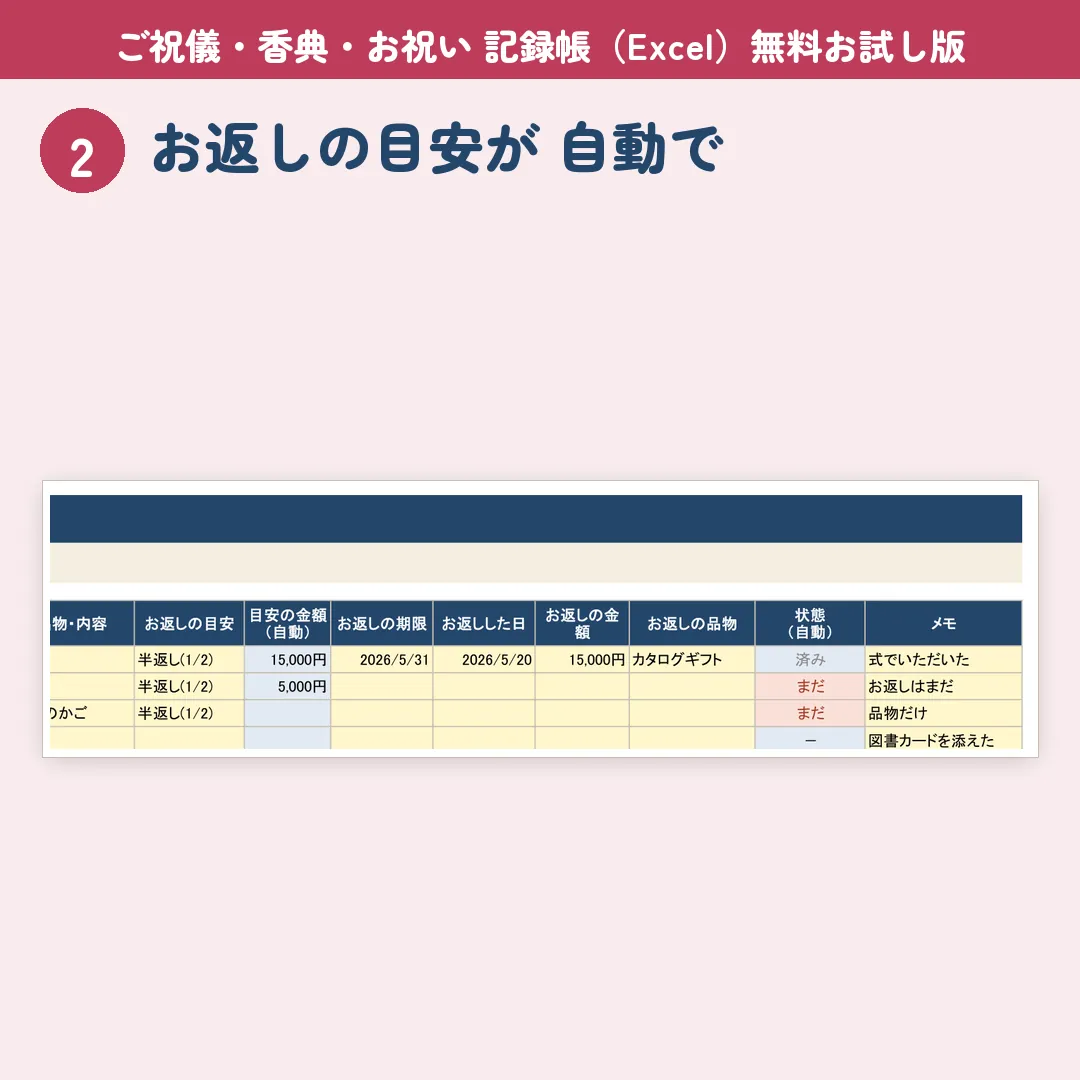 ご祝儀・香典・お祝い 記録帳（Excel）無料お試し版
2 お返しの目安が 自動で
物・内容 お返しの目安 目安の金額（自動） お返しの期限 お返しした日 お返しの金額 お返しの品物 状態（自動） メモ
半返し(1/2) 15,000円 2026/5/31 2026/5/20 15,000円 カタログギフト 済み 式でいただいた
半返し(1/2) 5,000円 まだ お返しはまだ
のかご 半返し(1/2) まだ 品物だけ
－ 図書カードを添えた